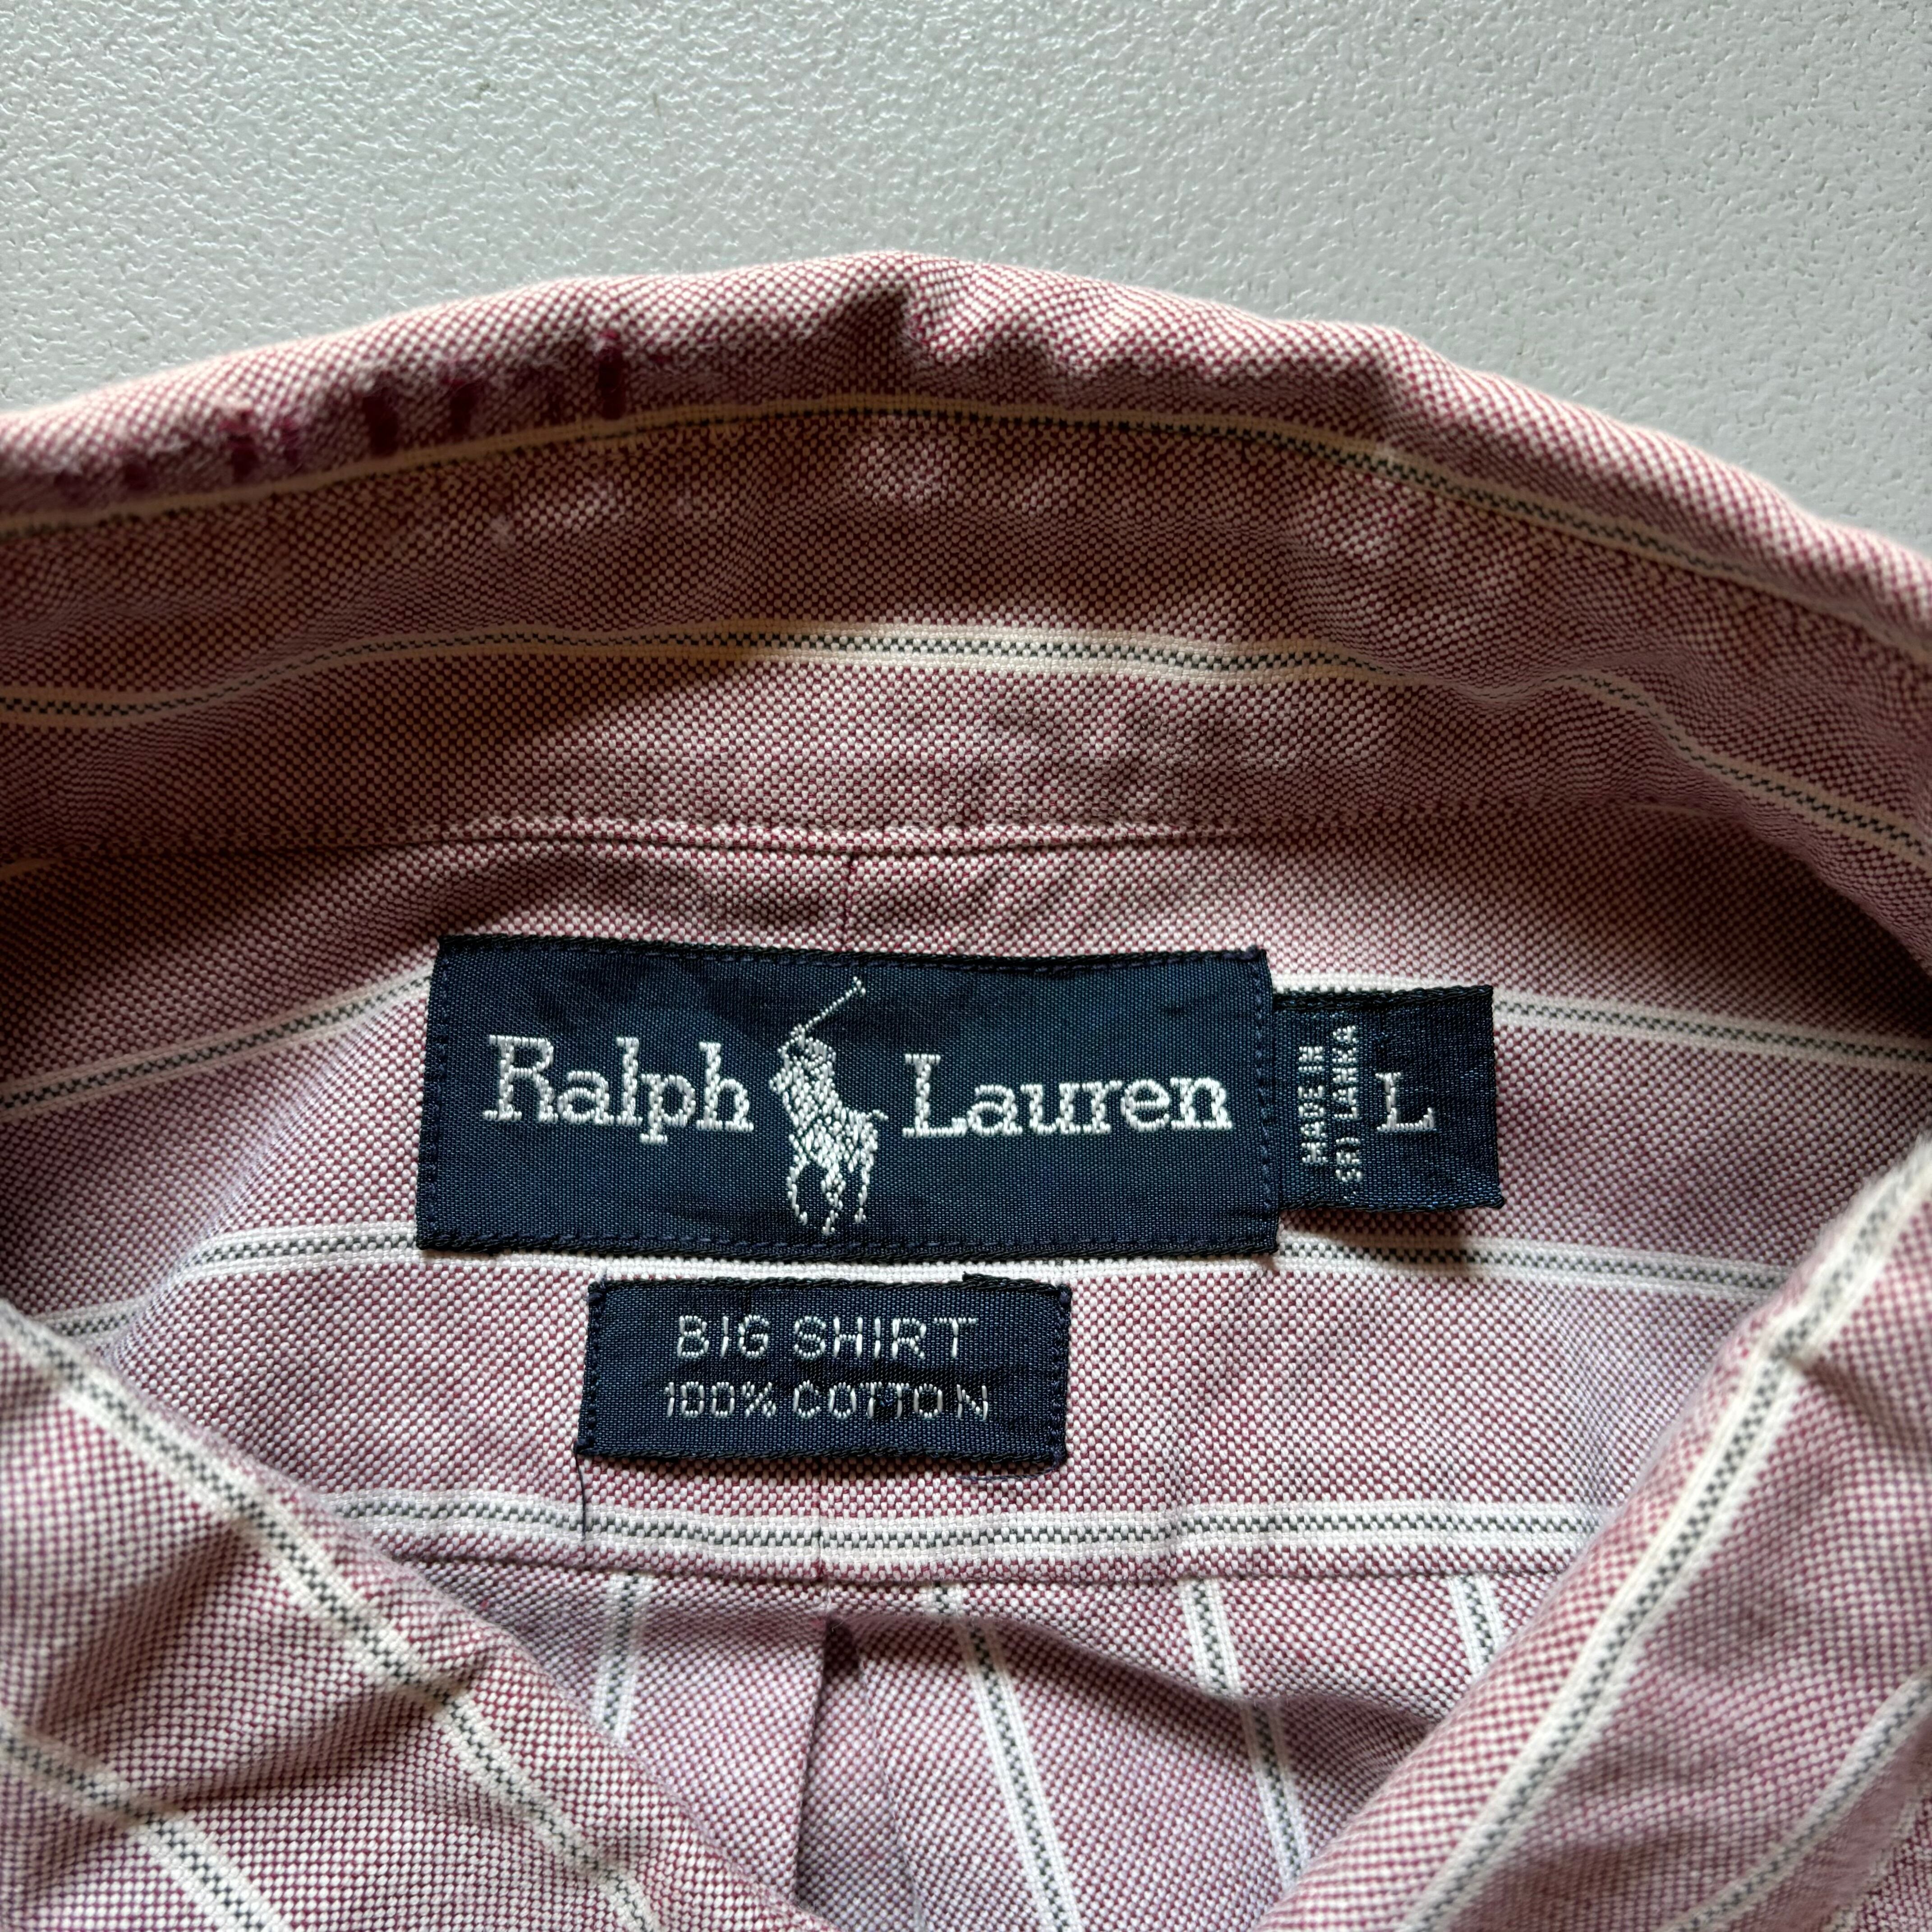 Ralph Lauren
MADE IN
SRI LANKA
L
BIG SHIRT
100% COTTON